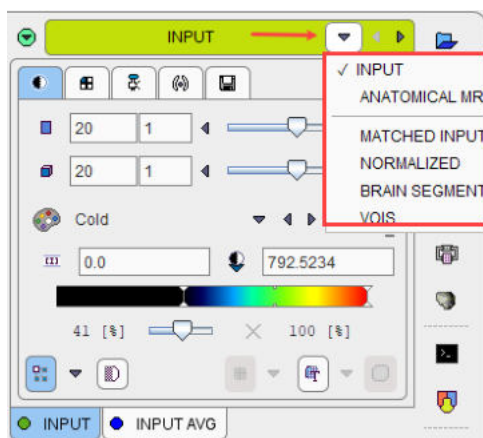 INPUT
✓ INPUT
ANATOMICAL MR
MATCHED INPUT
NORMALIZED
BRAIN SEGMENT
VOIS
20 1
20 1
Cold
0.0 792.5234
41 [%] 100 [%]
INPUT INPUT AVG